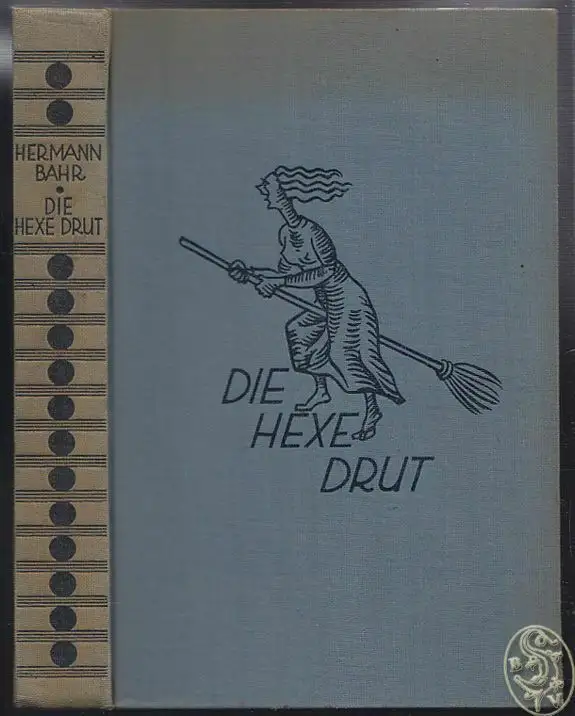 HERMANN
BAHR
•
DIE
HEXE DRUT
DIE
HEXE
DRUT